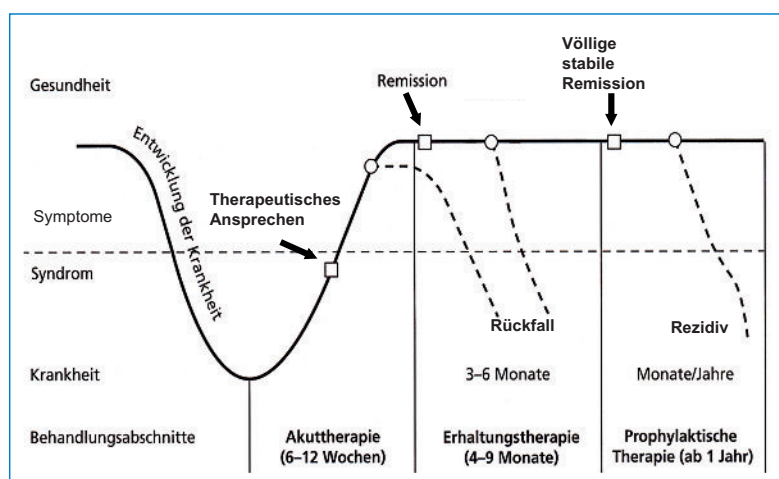 Völlige
stabile
Remission
Gesundheit
Remission
Entwicklung der Krankheit
Therapeutisches
Ansprechen
Symptome
Syndrom
Rückfall
Rezidiv
Krankheit
3–6 Monate
Monate/Jahre
Behandlungsabschnitte
Akuttherapie
(6–12 Wochen)
Erhaltungstherapie
(4–9 Monate)
Prophylaktische
Therapie (ab 1 Jahr)